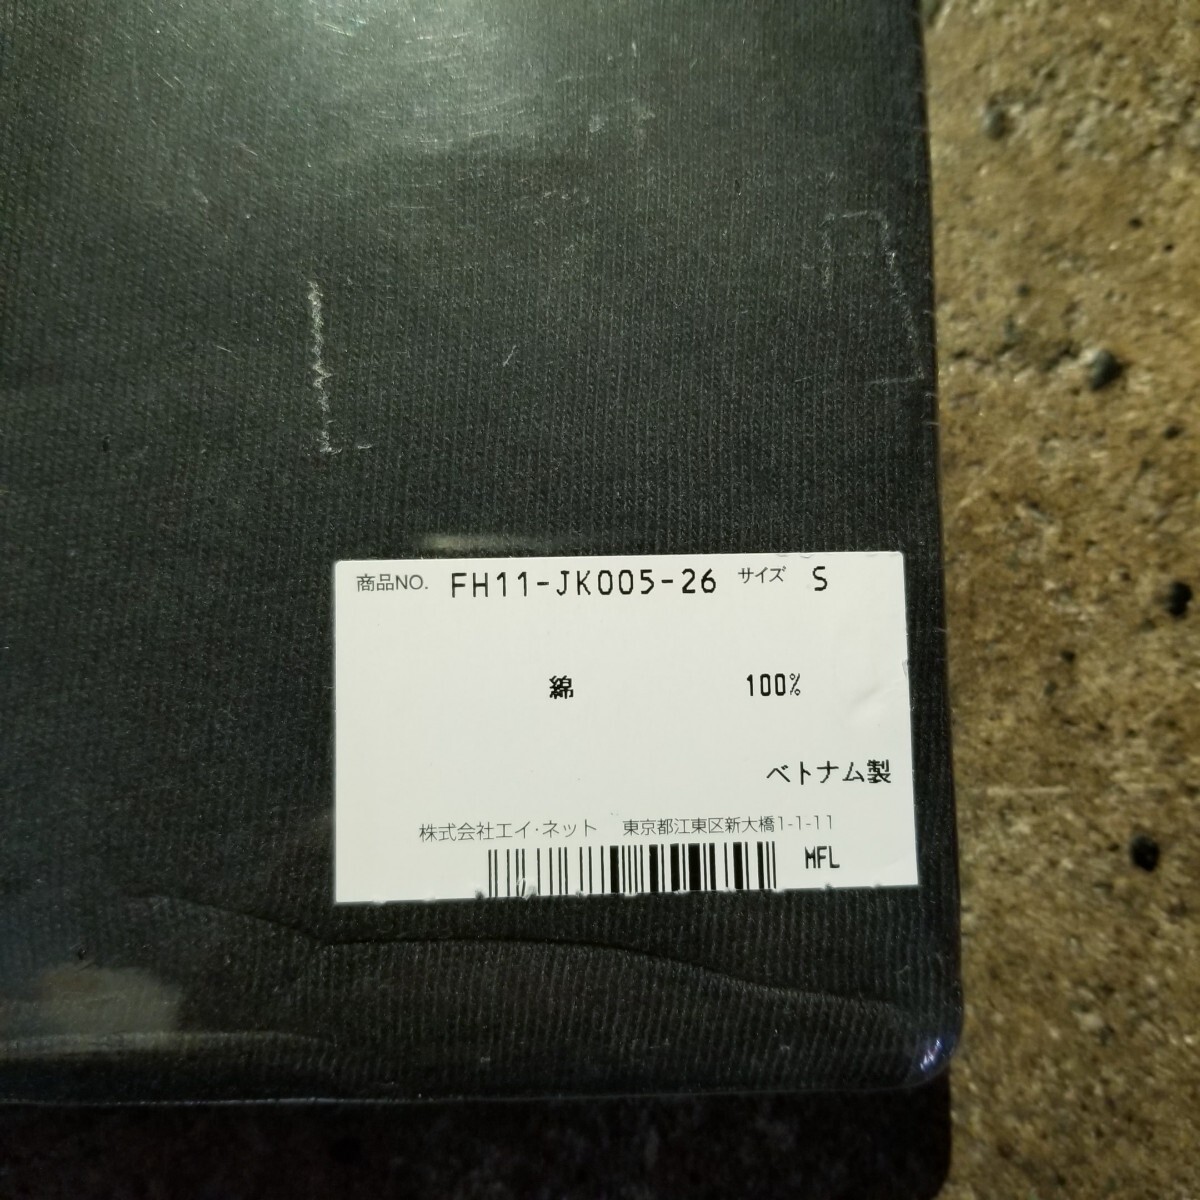 商品NO. FH11-JK005-26 サイズ S
綿 100%
ベトナム製
株式会社エイ・ネット 東京都江東区新大橋1-1-11
MFL